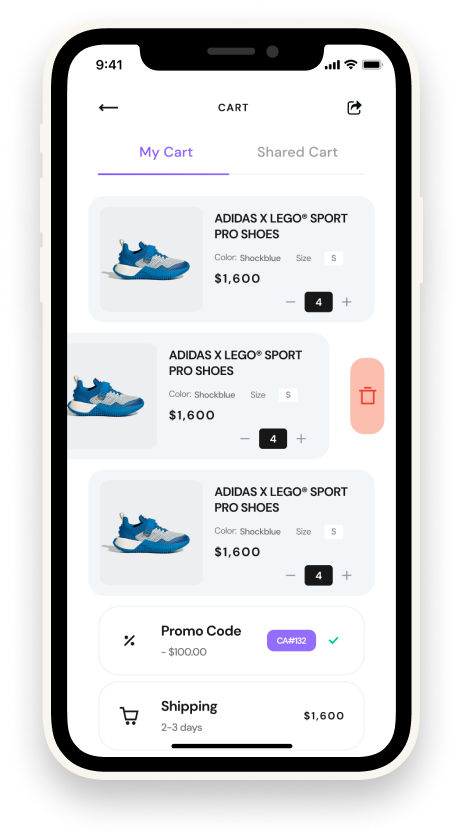 9:41
CART
My Cart Shared Cart
ADIDAS X LEGO® SPORT
PRO SHOES
Color: Shockblue Size S
$1,600
− 4 +
ADIDAS X LEGO® SPORT
PRO SHOES
Color: Shockblue Size S
$1,600
− 4 +
ADIDAS X LEGO® SPORT
PRO SHOES
Color: Shockblue Size S
$1,600
− 4 +
Promo Code
- $100.00
CA#132
Shipping
2-3 days
$1,600